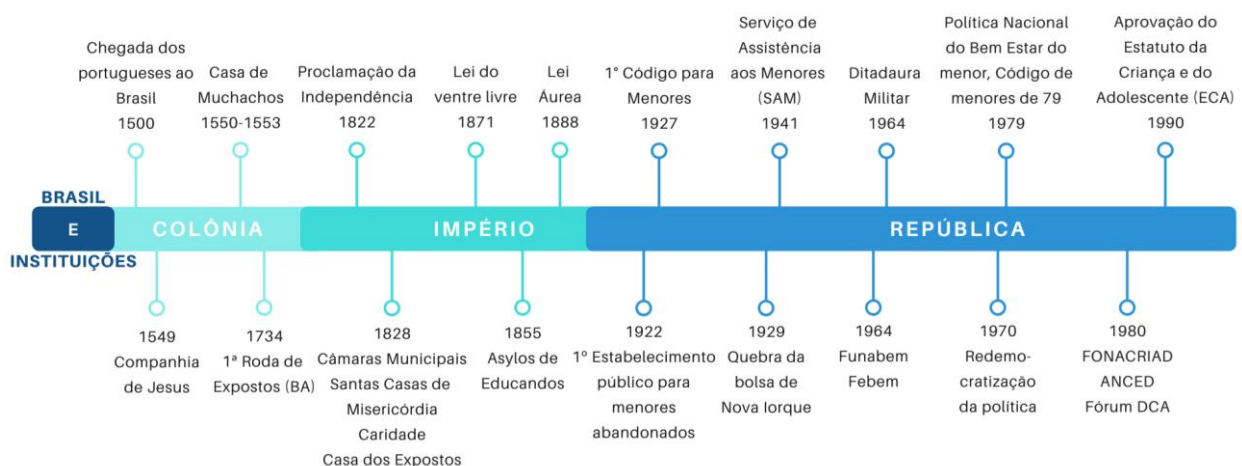 Chegada dos
portugueses ao
Brasil
1500
Casa de
Muchachos
1550-1553
Proclamação da
Independência
1822
Lei do
ventre livre
1871
Lei
Áurea
1888
1° Código para
Menores
1927
Serviço de
Assistência
aos Menores
(SAM)
1941
Ditadaura
Militar
1964
Política Nacional
do Bem Estar do
menor, Código de
menores de 79
1979
Aprovação do
Estatuto da
Criança e do
Adolescente (ECA)
1990
BRASIL
E
INSTITUIÇÕES
COLÔNIA
IMPÉRIO
REPÚBLICA
1549
Companhia
de Jesus
1734
1ª Roda de
Expostos (BA)
1828
Câmaras Municipais
Santas Casas de
Misericórdia
Caridade
Casa dos Expostos
1855
Asylos de
Educandos
1922
1º Estabelecimento
público para
menores
abandonados
1929
Quebra da
bolsa de
Nova Iorque
1964
Funabem
Febem
1970
Redemo-
cratização
da política
1980
FONACRIAD
ANCED
Fórum DCA